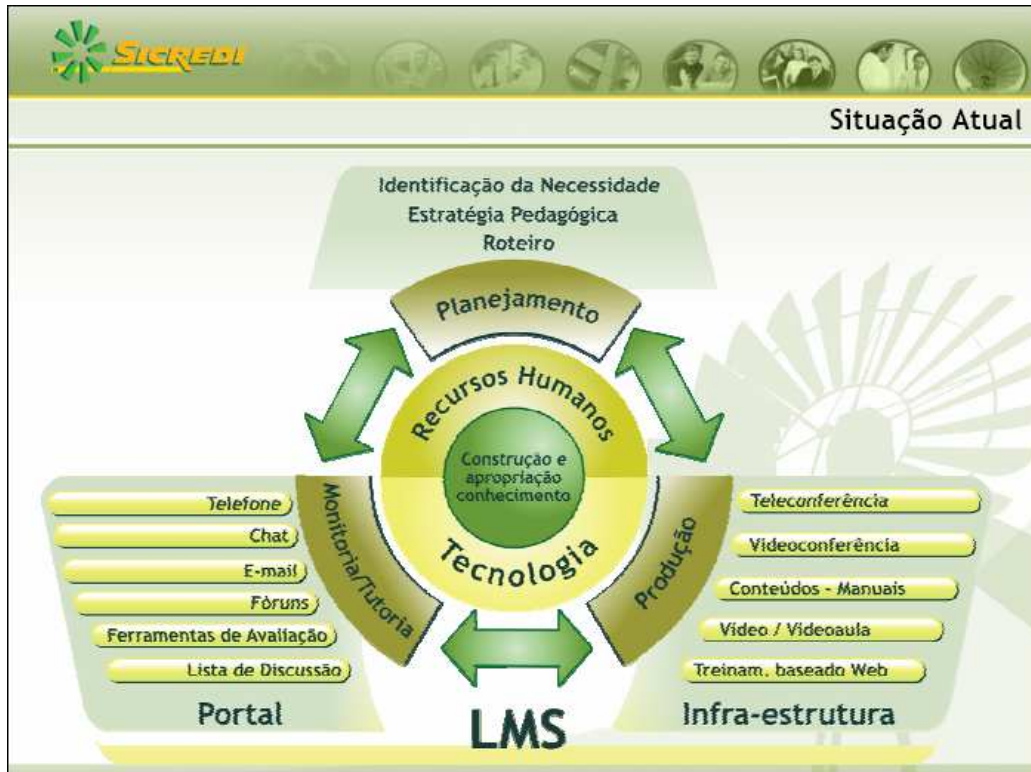 SICREDI
Situação Atual
Identificação da Necessidade
Estratégia Pedagógica
Roteiro
Planejamento
Recursos Humanos
Construção e
apropriação
conhecimento
Tecnologia
Monitoria/Tutoria
Produção
Telefone
Chat
E-mail
Fòruns
Ferramentas de Avaliação
Lista de Discussão
Portal
Teleconferência
Videoconferência
Conteúdos - Manuais
Vídeo / Videoaula
Treinam. baseado Web
Infra-estrutura
LMS